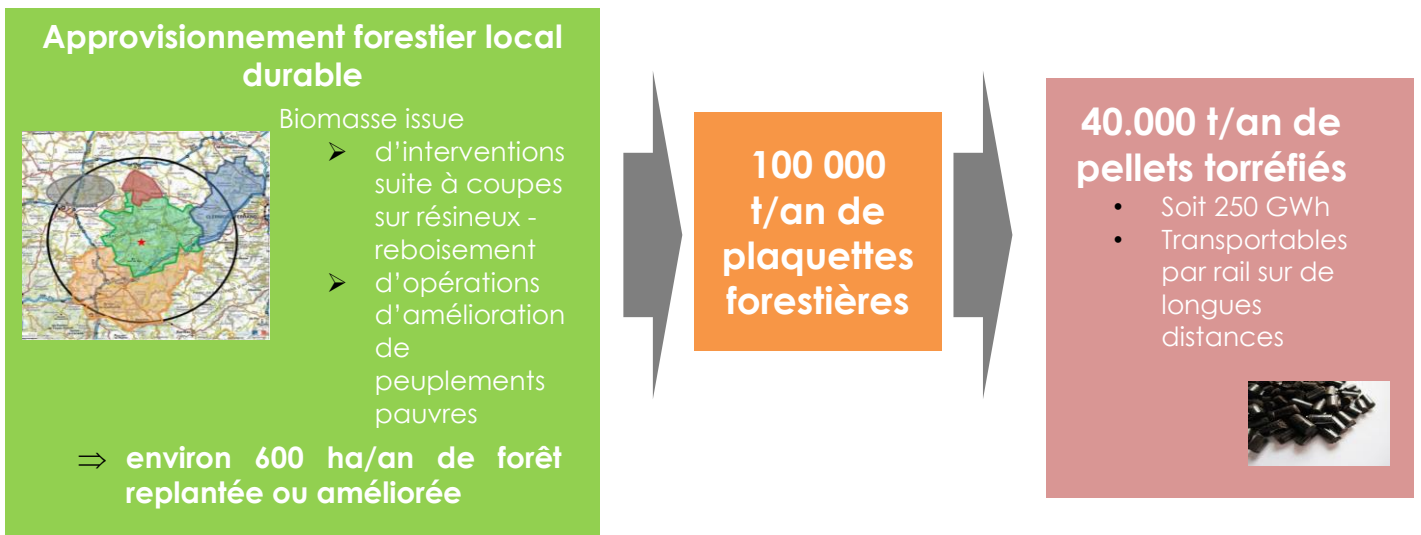 Approvisionnement forestier local
durable
Biomasse issue
➢ d’interventions
suite à coupes
sur résineux -
reboisement
➢ d’opérations
d’amélioration
de
peuplements
pauvres
⇒ environ 600 ha/an de forêt
replantée ou améliorée
100 000
t/an de
plaquettes
forestières
40.000 t/an de
pellets torréfiés
• Soit 250 GWh
• Transportables
par rail sur de
longues
distances